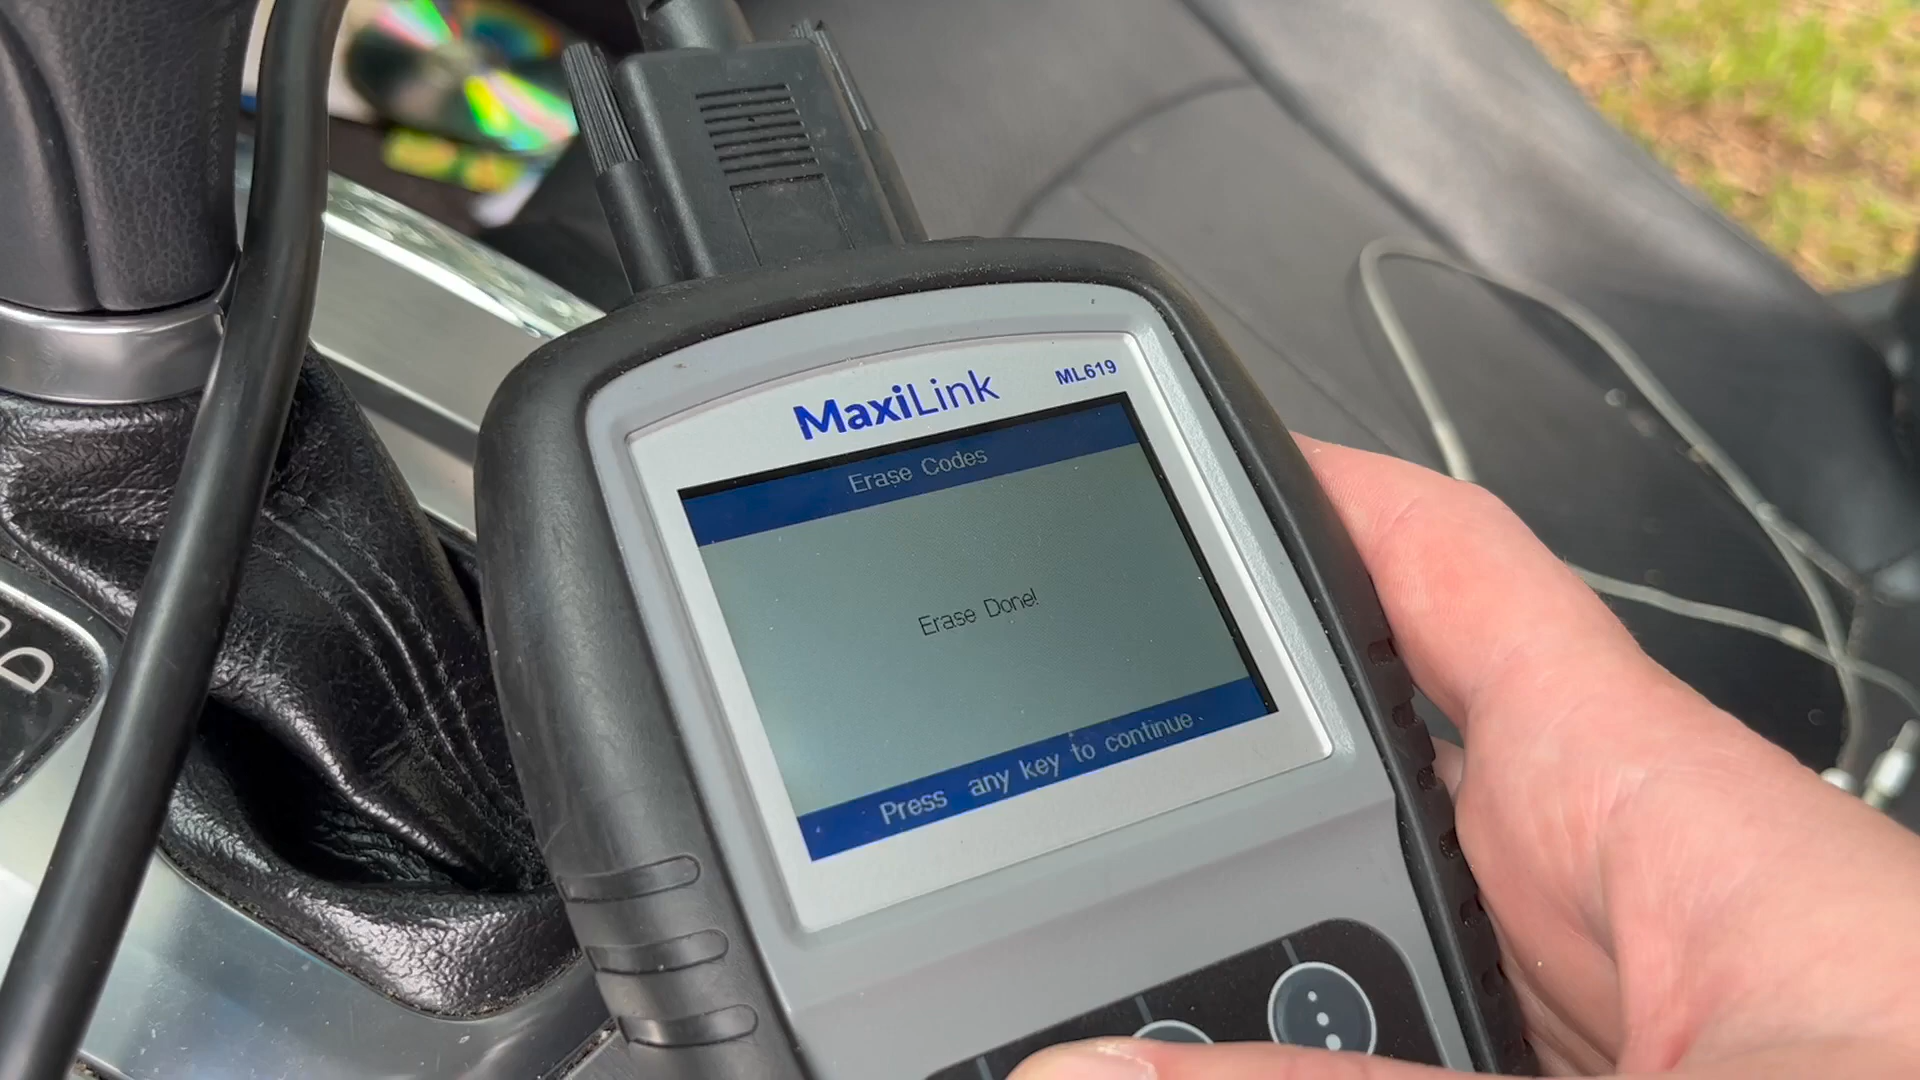 MaxiLink ML619
Erase Codes
Erase Done!
Press any key to continue
D